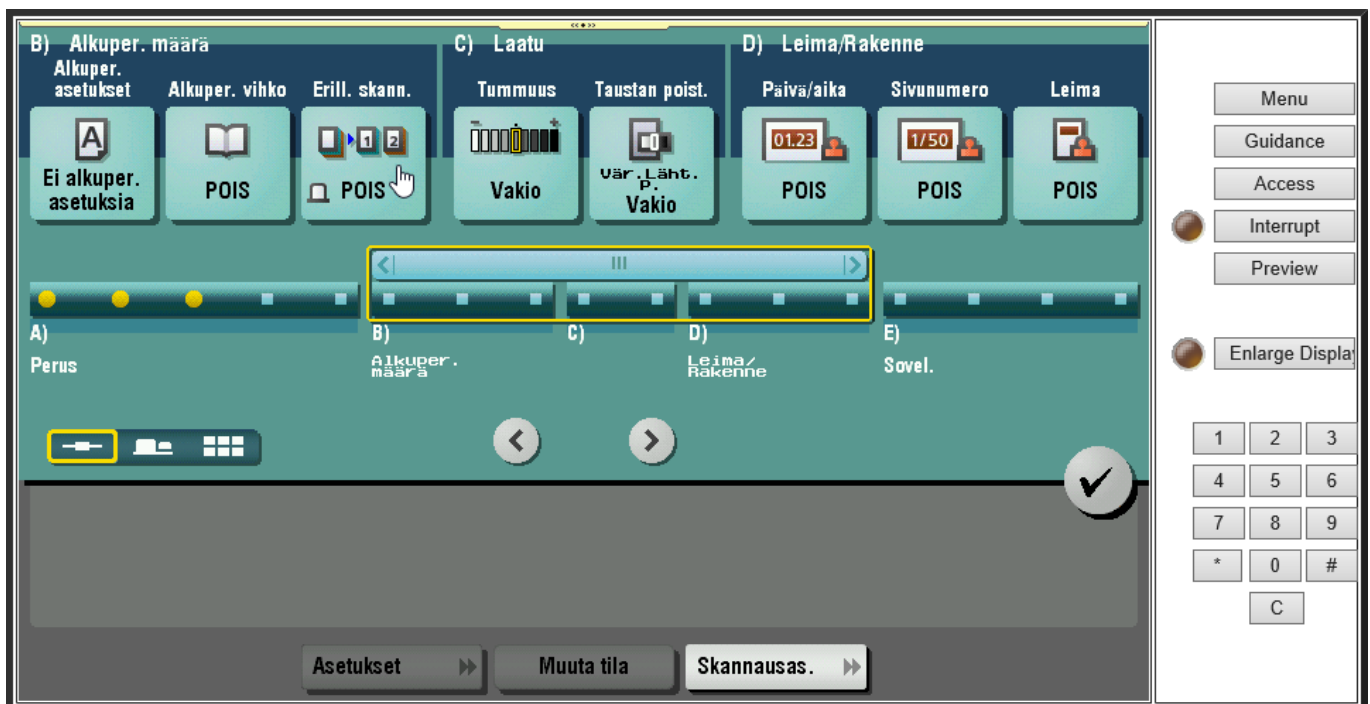 B) Alkuper. määrä
C) Laatu
D) Leima/Rakenne
Alkuper.
asetukset
Alkuper. vihko
Erill. skann.
Tummuus
Taustan poist.
Päivä/aika
Sivunumero
Leima
A
Ei alkuper.
asetuksia
POIS
1 2
POIS
Vakio
Vär.Läht.
P.
Vakio
01.23
POIS
1/50
POIS
POIS
A)
Perus
B)
Alkuper.
määrä
C)
D)
Leima/
Rakenne
E)
Sovel.
Asetukset
Muuta tila
Skannausas.
Menu
Guidance
Access
Interrupt
Preview
Enlarge Display
1 2 3
4 5 6
7 8 9
* 0 #
C